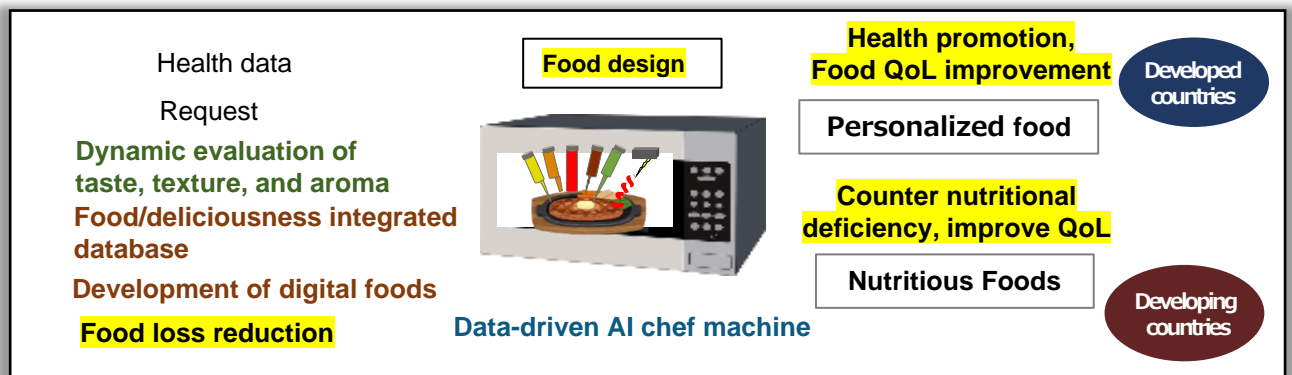 Health data
Request
Dynamic evaluation of
taste, texture, and aroma
Food/deliciousness integrated
database
Development of digital foods
Food loss reduction
Food design
Data-driven AI chef machine
Health promotion,
Food QoL improvement
Personalized food
Developed
countries
Counter nutritional
deficiency, improve QoL
Nutritious Foods
Developing
countries